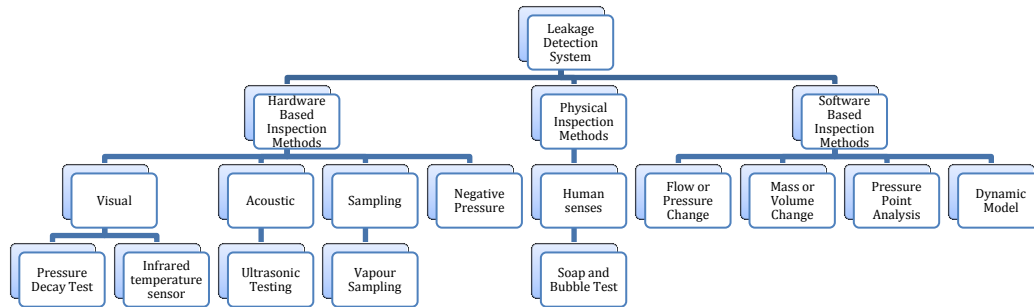 Leakage
Detection
System
Hardware
Based
Inspection
Methods
Physical
Inspection
Methods
Software
Based
Inspection
Methods
Visual
Acoustic
Sampling
Negative
Pressure
Human
senses
Flow or
Pressure
Change
Mass or
Volume
Change
Pressure
Point
Analysis
Dynamic
Model
Pressure
Decay Test
Infrared
temperature
sensor
Ultrasonic
Testing
Vapour
Sampling
Soap and
Bubble Test